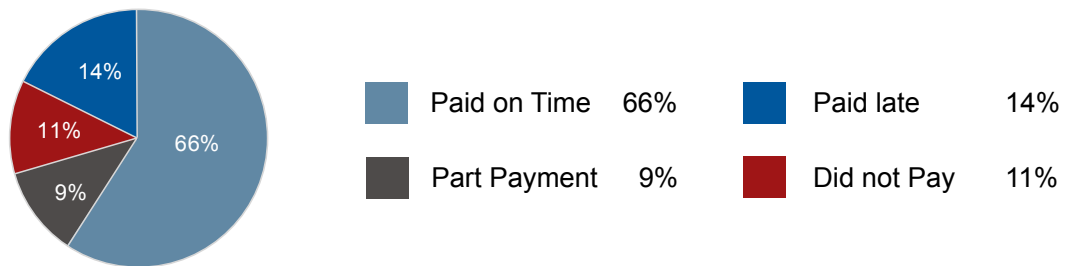 14%
11%
66%
9%
Paid on Time 66%
Paid late 14%
Part Payment 9%
Did not Pay 11%